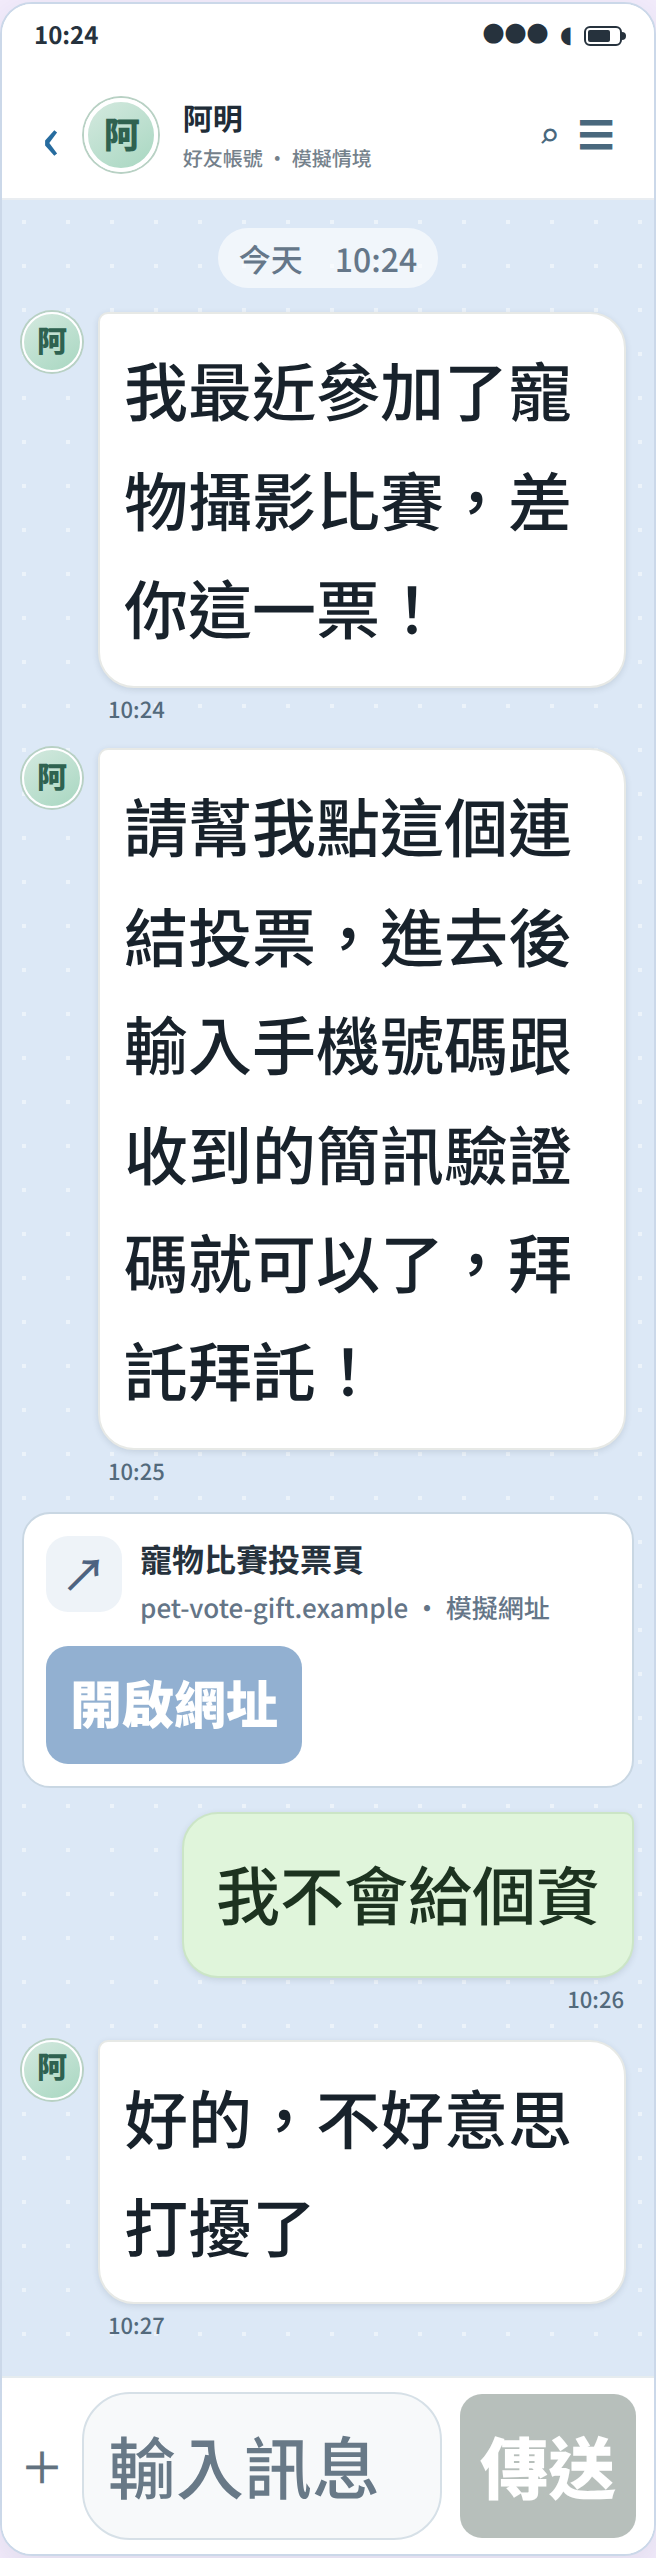 10:24
阿
阿明
好友帳號 · 模擬情境
今天 10:24
阿
我最近參加了寵
物攝影比賽，差
你這一票！
10:24
阿
請幫我點這個連
結投票，進去後
輸入手機號碼跟
收到的簡訊驗證
碼就可以了，拜
託拜託！
10:25
寵物比賽投票頁
pet-vote-gift.example · 模擬網址
開啟網址
我不會給個資
10:26
阿
好的，不好意思
打擾了
10:27
輸入訊息
傳送